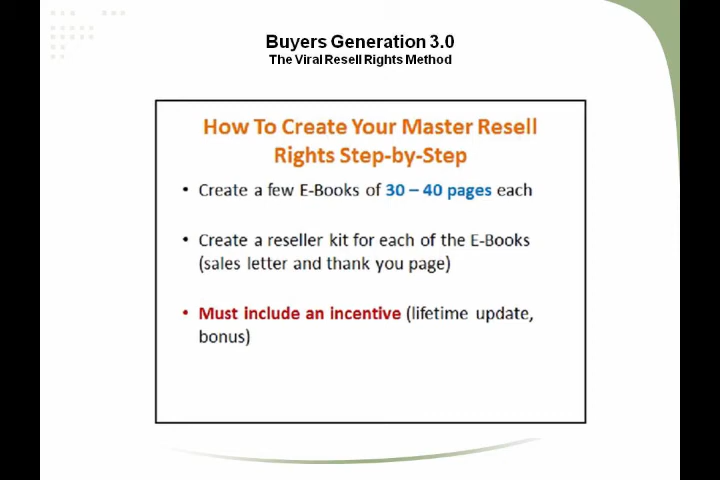 Buyers Generation 3.0
The Viral Resell Rights Method
How To Create Your Master Resell
Rights Step-by-Step
• Create a few E-Books of 30 – 40 pages each
• Create a reseller kit for each of the E-Books
(sales letter and thank you page)
• Must include an incentive (lifetime update,
bonus)